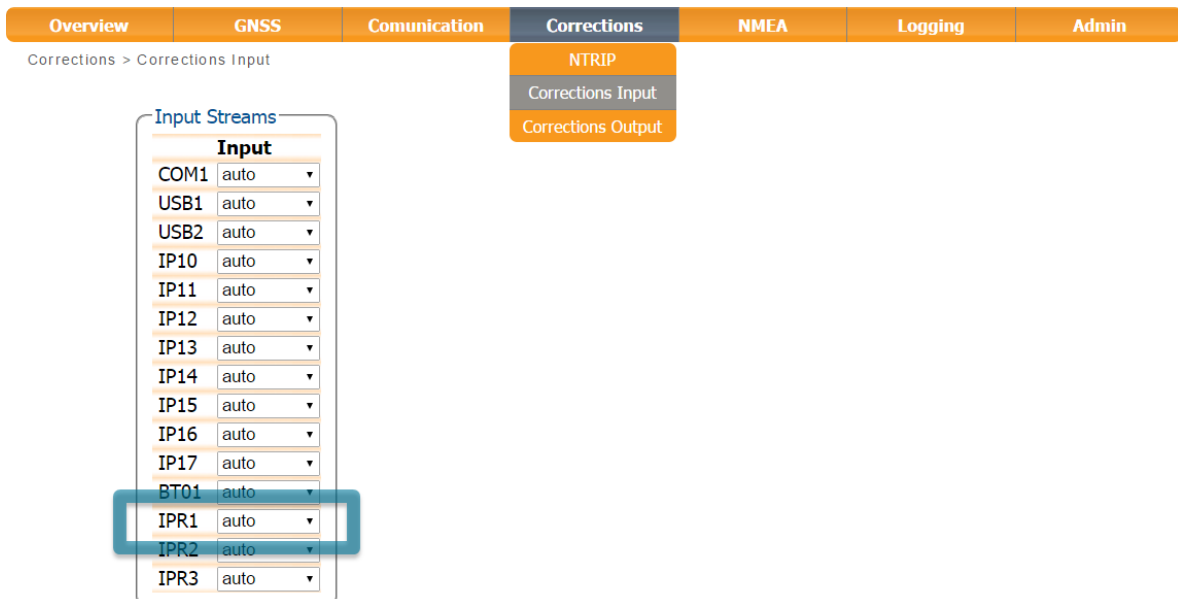 Overview GNSS Comunication Corrections NMEA Logging Admin
Corrections > Corrections Input
NTRIP
Corrections Input
Corrections Output
Input Streams
Input
COM1 auto
USB1 auto
USB2 auto
IP10 auto
IP11 auto
IP12 auto
IP13 auto
IP14 auto
IP15 auto
IP16 auto
IP17 auto
BT01 auto
IPR1 auto
IPR2 auto
IPR3 auto